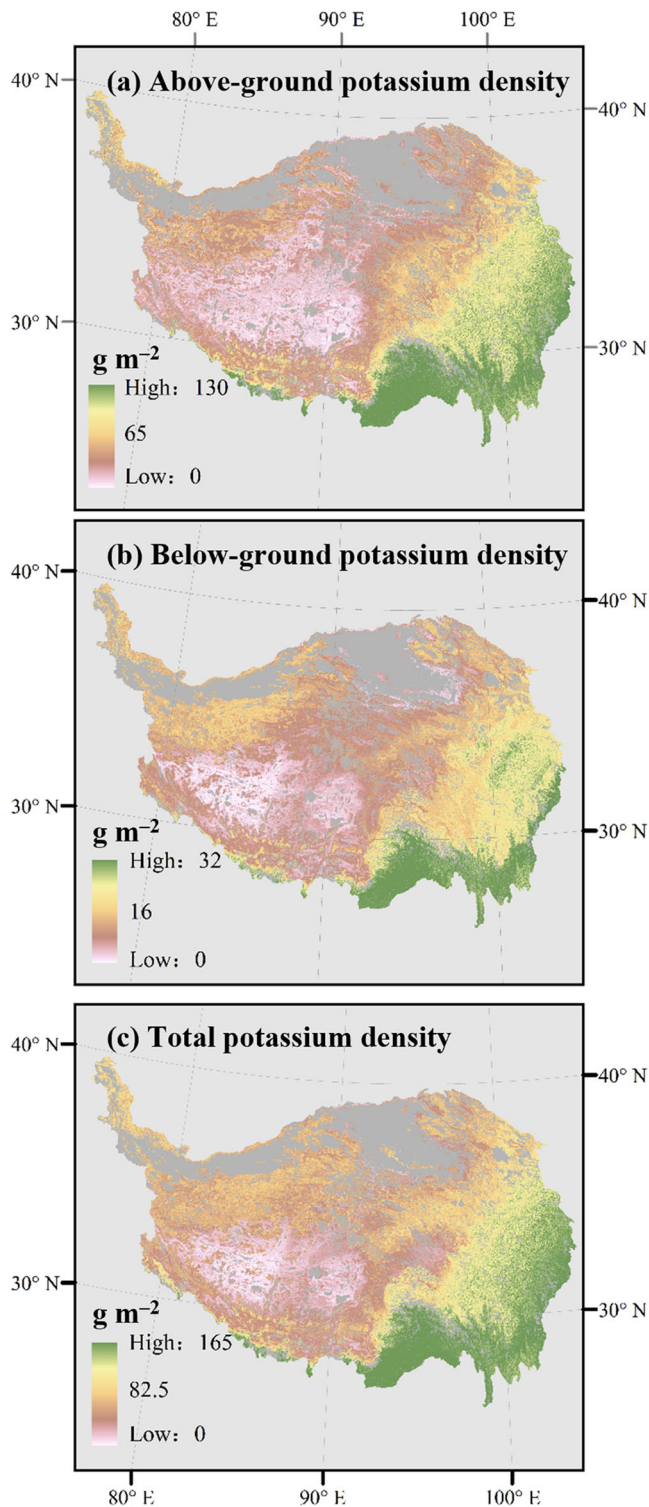 80° E 90° E 100° E
40° N
(a) Above-ground potassium density
40° N
30° N
30° N
g m⁻²
High：130
65
Low：0
(b) Below-ground potassium density
40° N
40° N
30° N
30° N
g m⁻²
High：32
16
Low：0
(c) Total potassium density
40° N
40° N
30° N
30° N
g m⁻²
High：165
82.5
Low：0
80° E 90° E 100° E